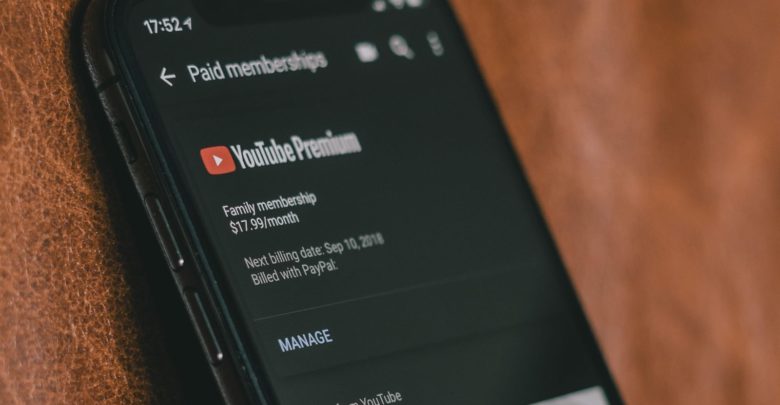 17:52
Paid memberships
YouTube Premium
Family membership
$17.99/month
Next billing date: Sep 10, 2018
Billed with PayPal:
MANAGE
from YouTube